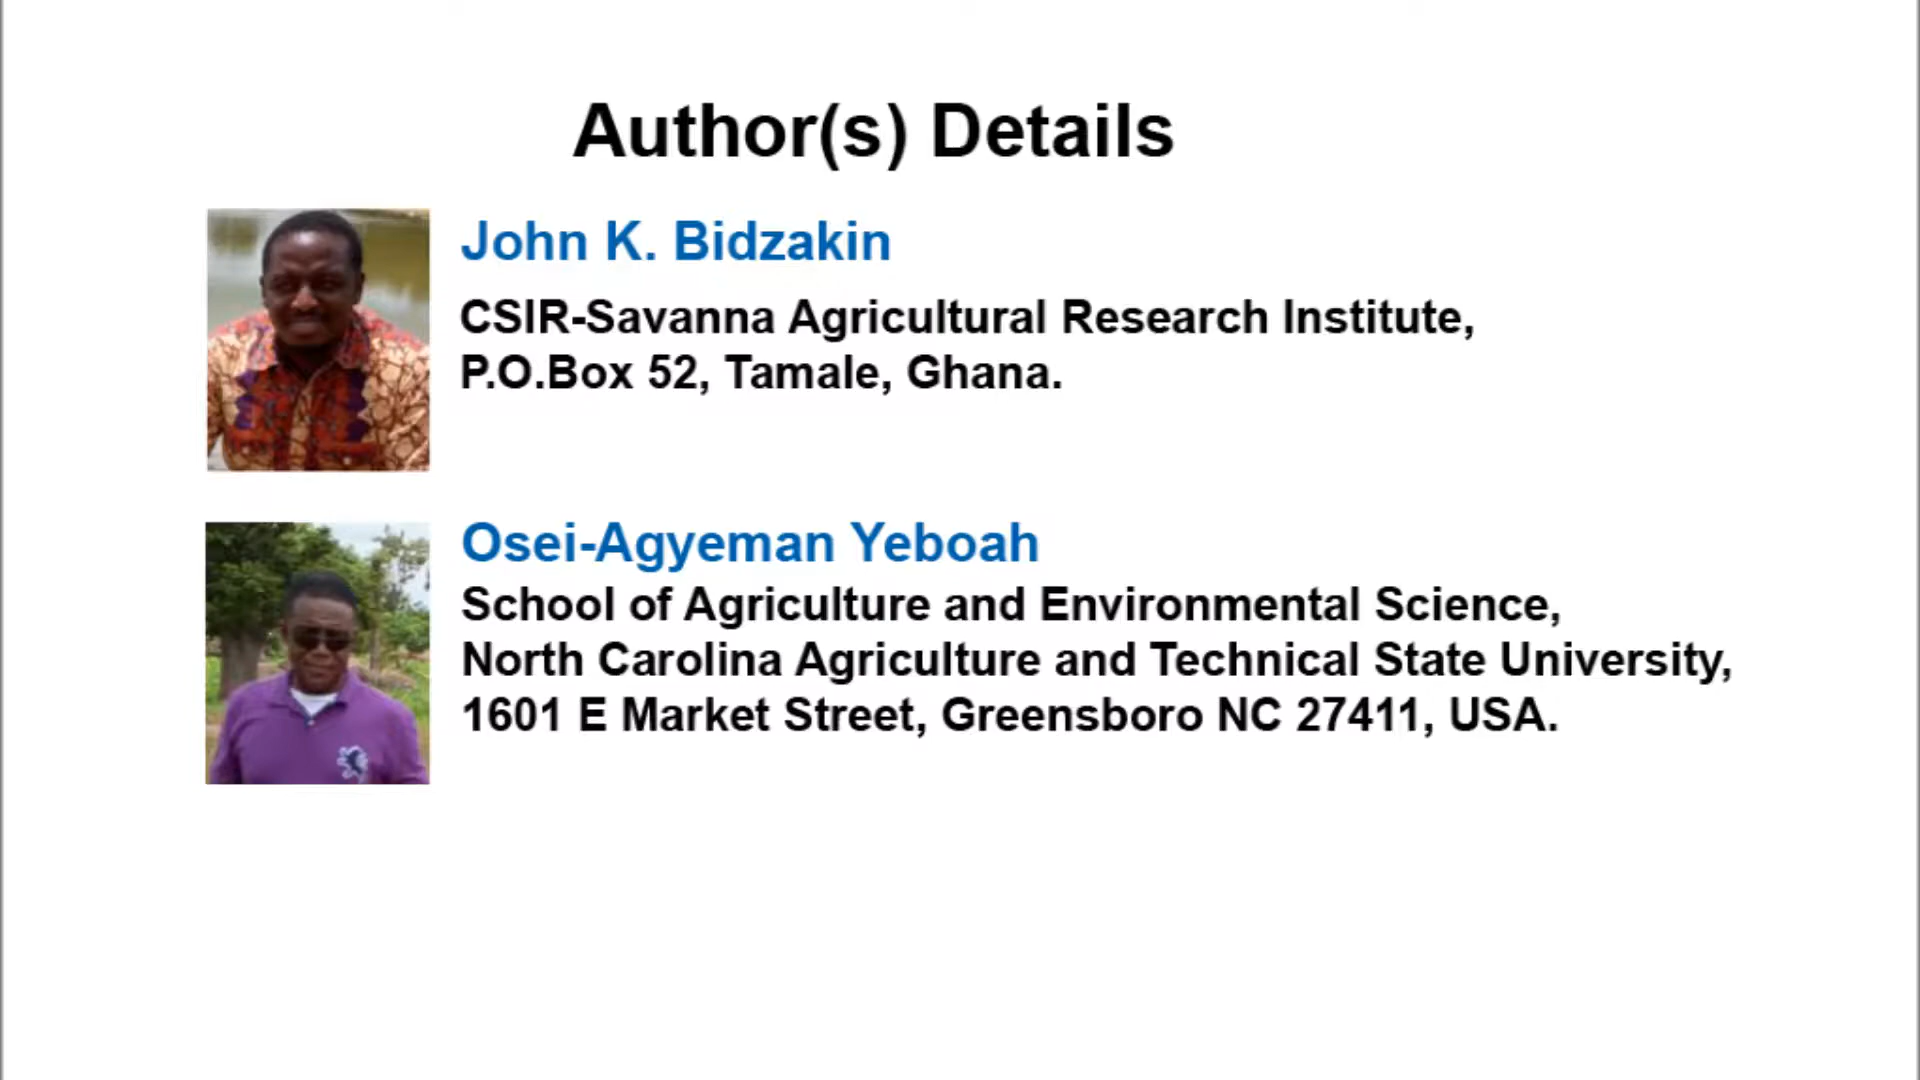 Author(s) Details
John K. Bidzakin
CSIR-Savanna Agricultural Research Institute,
P.O.Box 52, Tamale, Ghana.
Osei-Agyeman Yeboah
School of Agriculture and Environmental Science,
North Carolina Agriculture and Technical State University,
1601 E Market Street, Greensboro NC 27411, USA.